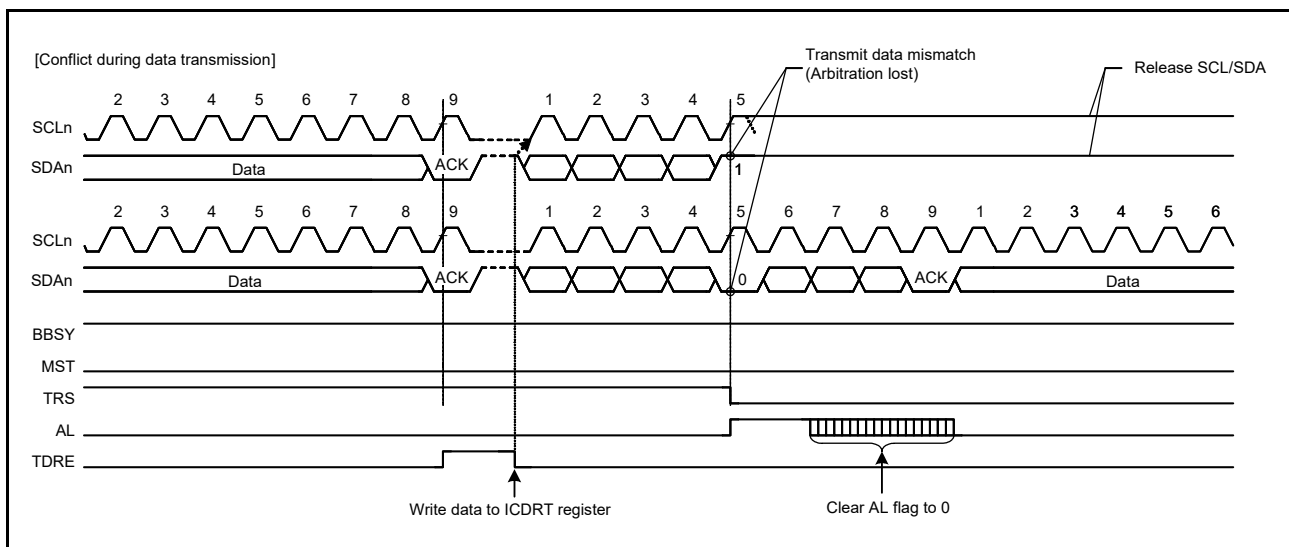 [Conflict during data transmission]
Transmit data mismatch
(Arbitration lost)
Release SCL/SDA
2 3 4 5 6 7 8 9 1 2 3 4 5
SCLn
SDAn Data ACK 1
2 3 4 5 6 7 8 9 1 2 3 4 5 6 7 8 9 1 2 3 4 5 6
SCLn
SDAn Data ACK 0 ACK Data
BBSY
MST
TRS
AL
TDRE
Write data to ICDRT register
Clear AL flag to 0